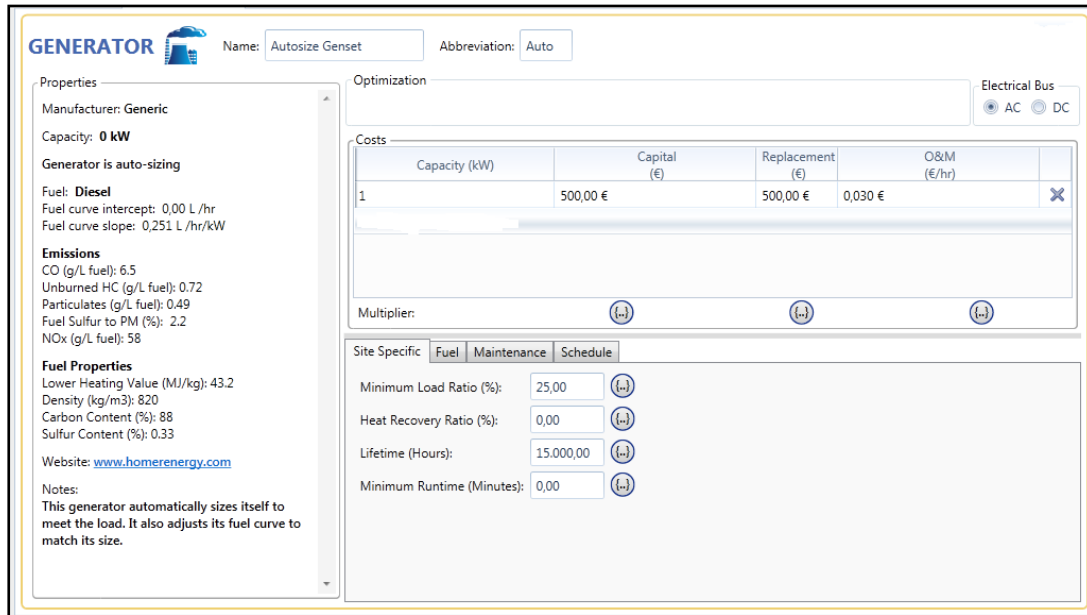 GENERATOR
Name: Autosize Genset
Abbreviation: Auto
Properties
Manufacturer: Generic
Capacity: 0 kW
Generator is auto-sizing
Fuel: Diesel
Fuel curve intercept: 0,00 L /hr
Fuel curve slope: 0,251 L /hr/kW
Emissions
CO (g/L fuel): 6.5
Unburned HC (g/L fuel): 0.72
Particulates (g/L fuel): 0.49
Fuel Sulfur to PM (%): 2.2
NOx (g/L fuel): 58
Fuel Properties
Lower Heating Value (MJ/kg): 43.2
Density (kg/m3): 820
Carbon Content (%): 88
Sulfur Content (%): 0.33
Website: www.homerenergy.com
Notes:
This generator automatically sizes itself to
meet the load. It also adjusts its fuel curve to
match its size.
Optimization
Electrical Bus
AC DC
Costs
Capacity (kW) Capital (€) Replacement (€) O&M (€/hr)
1 500,00 € 500,00 € 0,030 €
Multiplier: {..} {..} {..}
Site Specific Fuel Maintenance Schedule
Minimum Load Ratio (%): 25,00 {..}
Heat Recovery Ratio (%): 0,00 {..}
Lifetime (Hours): 15.000,00 {..}
Minimum Runtime (Minutes): 0,00 {..}